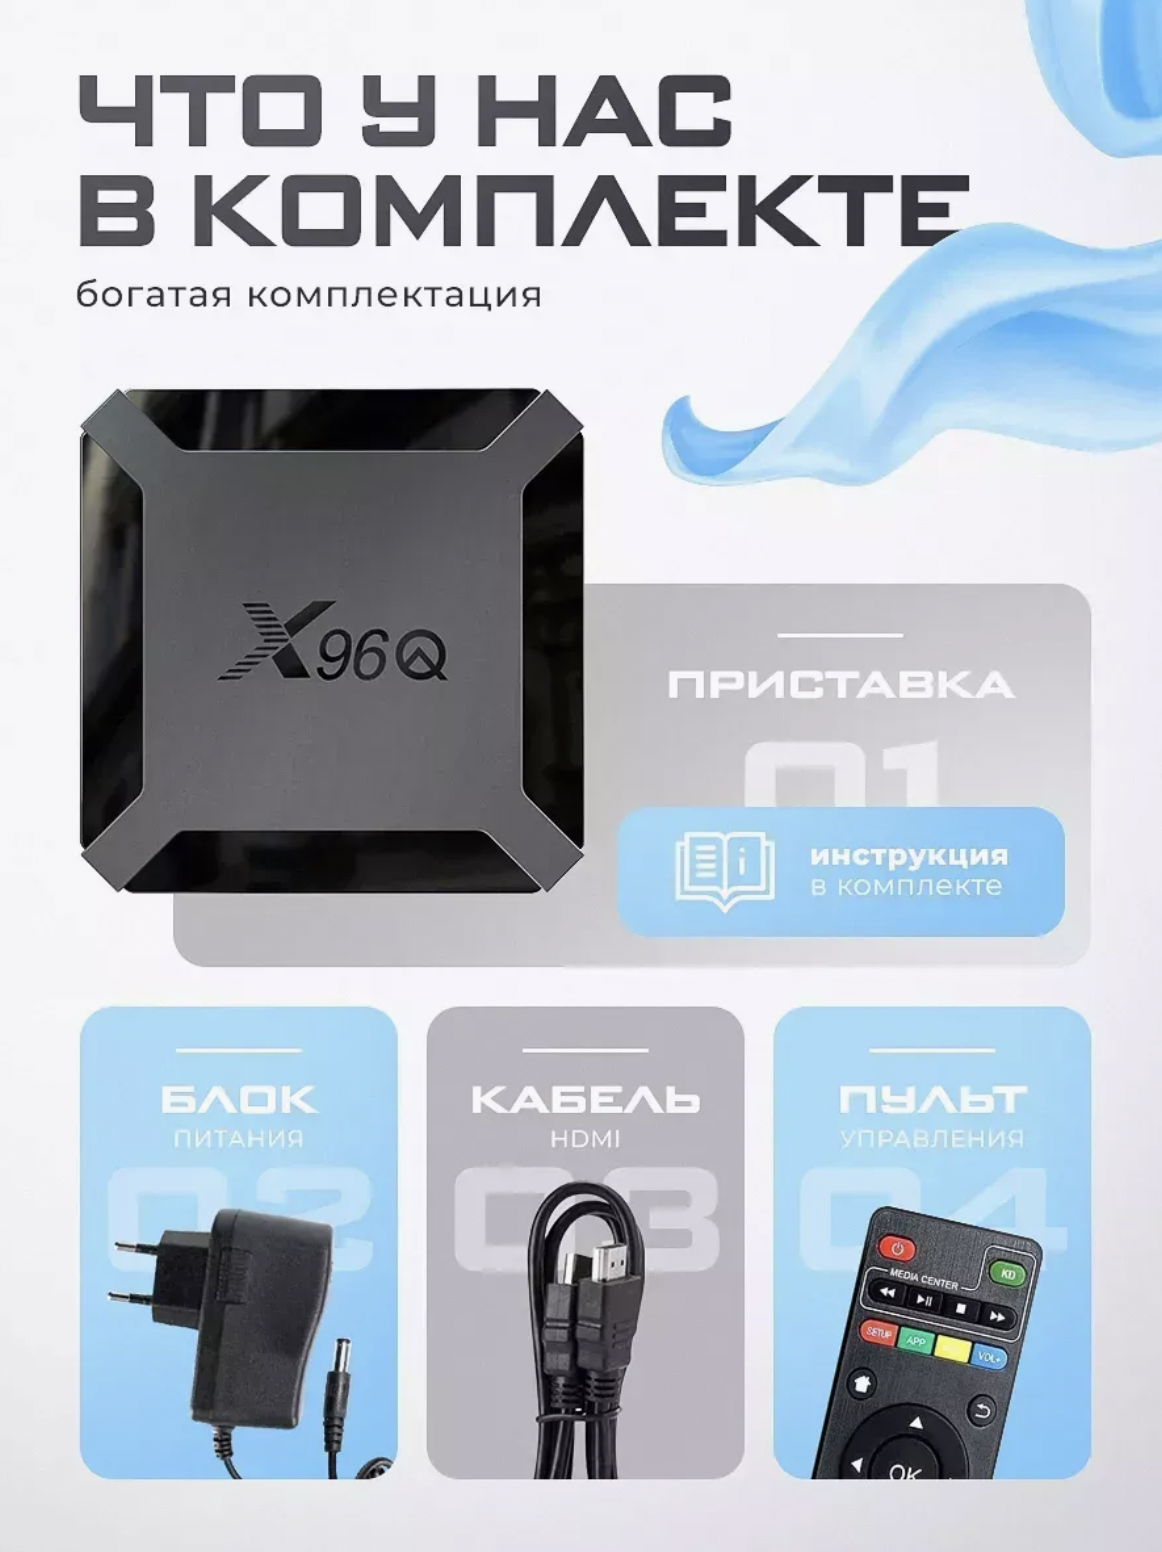 ЧТО У НАС
В КОМПЛЕКТЕ
богатая комплектация
X96Q
ПРИСТАВКА
01
инструкция
в комплекте
БЛОК
ПИТАНИЯ
02
КАБЕЛЬ
HDMI
03
ПУЛЬТ
УПРАВЛЕНИЯ
04
KD
MEDIA CENTER
SETUP APP VOL+
OK